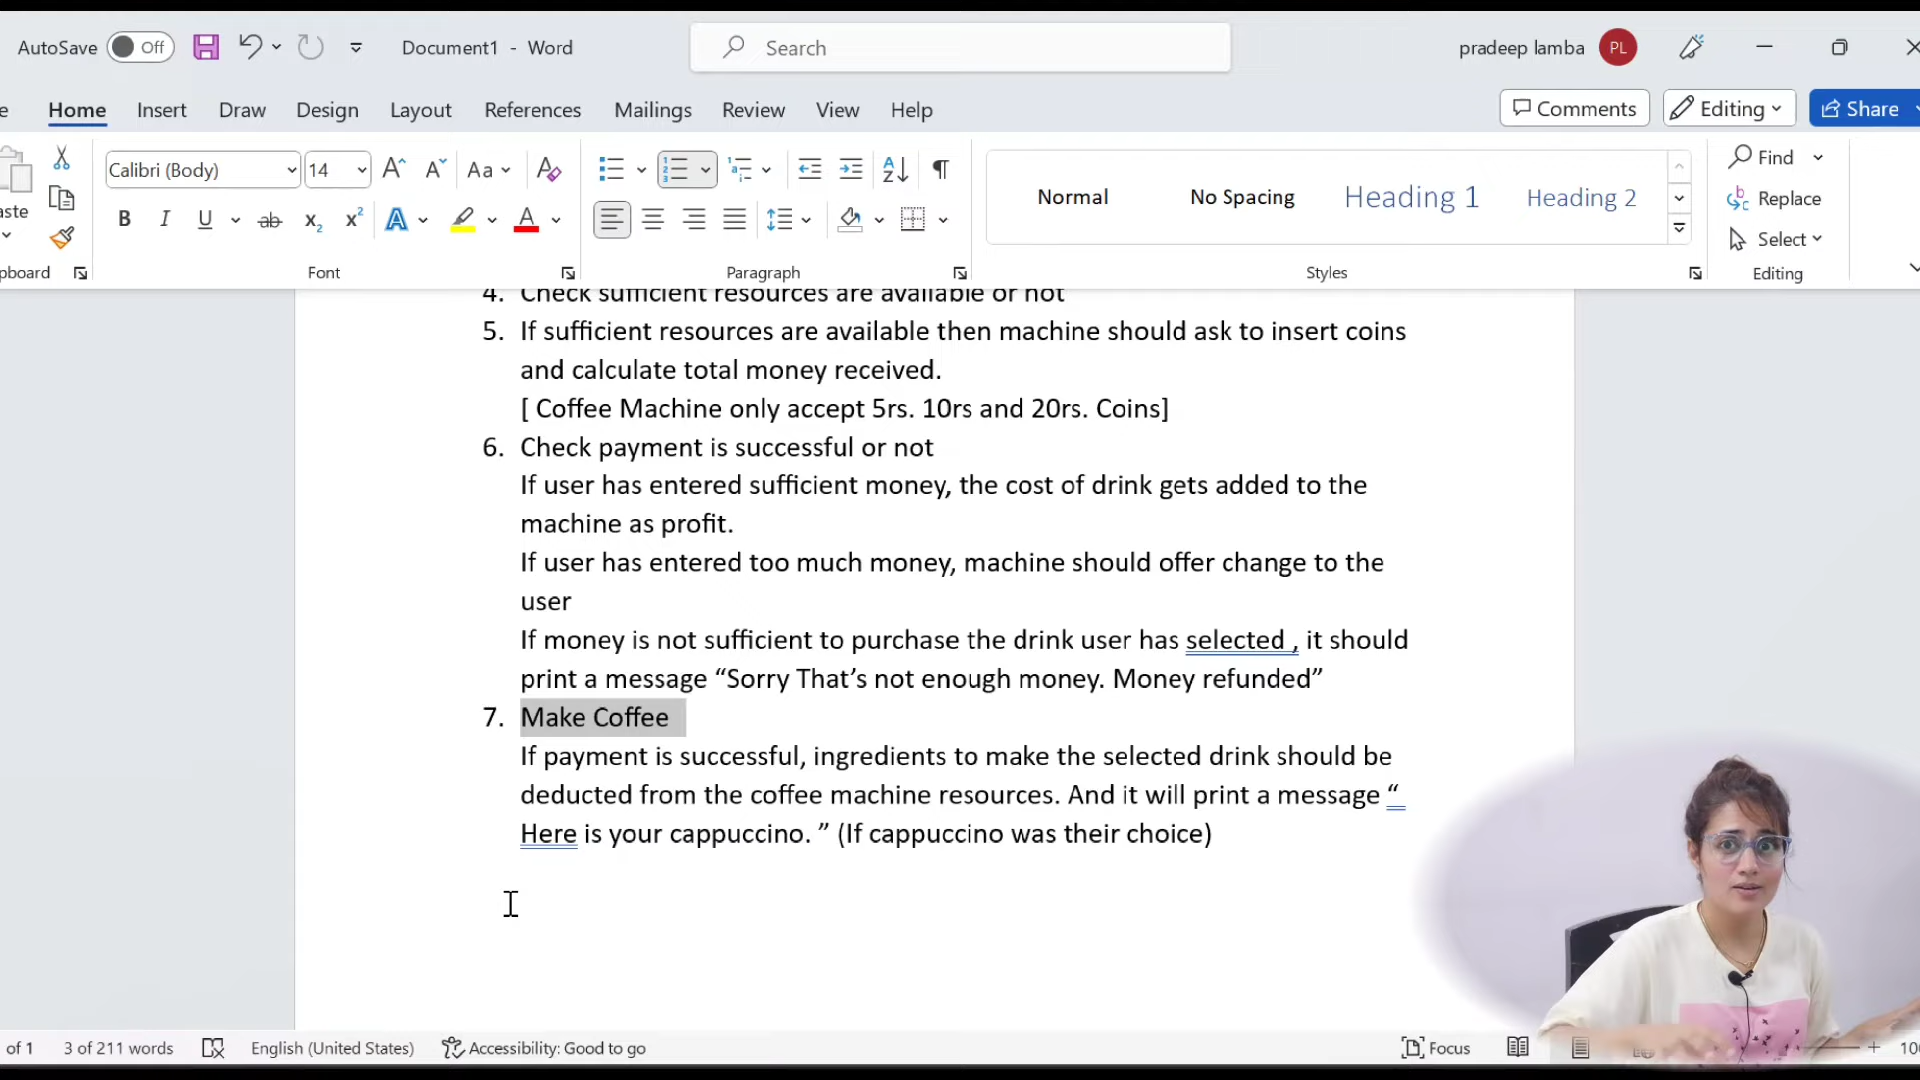 AutoSave Off Document1 - Word Search pradeep lamba PL
Home Insert Draw Design Layout References Mailings Review View Help Comments Editing Share
Calibri (Body) 14 Aa Find
Normal No Spacing Heading 1 Heading 2
Replace
B I U ab x2 x2 A A
Select
Font Paragraph Styles Editing
4. Check sufficient resources are available or not
5. If sufficient resources are available then machine should ask to insert coins
and calculate total money received.
[ Coffee Machine only accept 5rs. 10rs and 20rs. Coins]
6. Check payment is successful or not
If user has entered sufficient money, the cost of drink gets added to the
machine as profit.
If user has entered too much money, machine should offer change to the
user
If money is not sufficient to purchase the drink user has selected , it should
print a message “Sorry That’s not enough money. Money refunded”
7. Make Coffee
If payment is successful, ingredients to make the selected drink should be
deducted from the coffee machine resources. And it will print a message “
Here is your cappuccino. ” (If cappuccino was their choice)
of 1 3 of 211 words English (United States) Accessibility: Good to go Focus